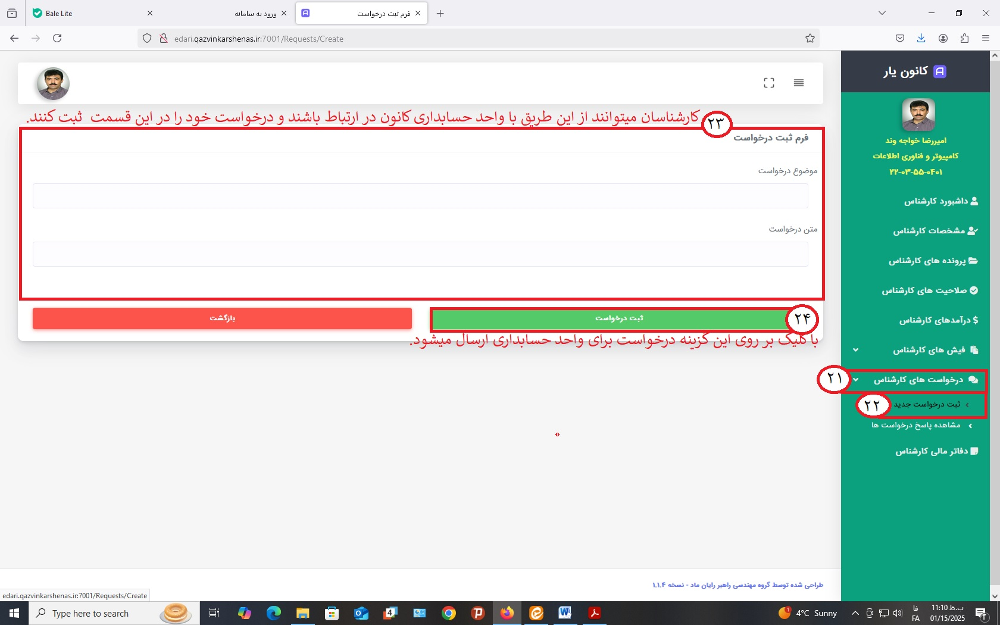 Bale Lite
ورود به سامانه
فرم ثبت درخواست
edari.qazvinkarshenas.ir:7001/Requests/Create
کانون یار
امیررضا خواجه وند
کامپیوتر و فناوری اطلاعات
۲۲-۰۳-۵۵-۰۴۰۱
داشبورد کارشناس
مشخصات کارشناس
پرونده های کارشناس
صلاحیت های کارشناس
درآمدهای کارشناس
فیش های کارشناس
درخواست های کارشناس
۲۱
ثبت درخواست جدید
۲۲
مشاهده پاسخ درخواست ها
دفاتر مالی کارشناس
۲۳ کارشناسان میتوانند از این طریق با واحد حسابداری کانون در ارتباط باشند و درخواست خود را در این قسمت ثبت کنند.
فرم ثبت درخواست
موضوع درخواست
متن درخواست
۲۴
ثبت درخواست
بازگشت
با کلیک بر روی این گزینه درخواست برای واحد حسابداری ارسال میشود.
طراحی شده توسط گروه مهندسی راهبر رایان ماد - نسخه ۱.۱.۴
edari.qazvinkarshenas.ir:7001/Requests/Create
Type here to search
4
1
4°C Sunny
فا
FA
11:10 ب.ظ
01/15/2025